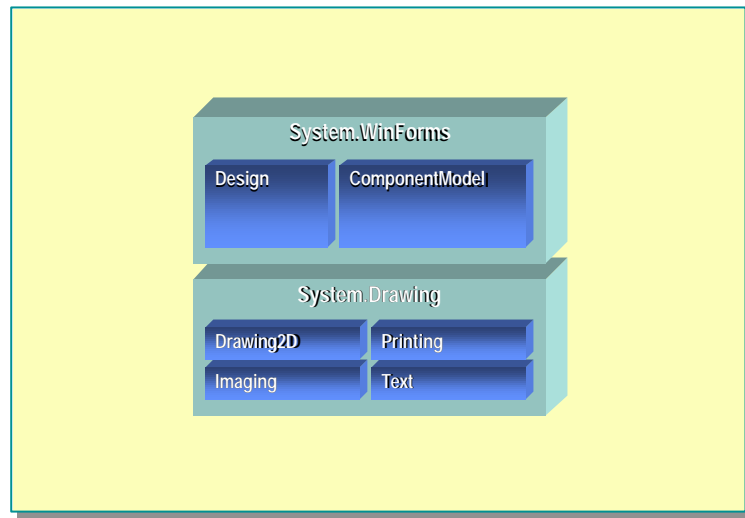 System.WinForms
Design
ComponentModel
System.Drawing
Drawing2D
Printing
Imaging
Text